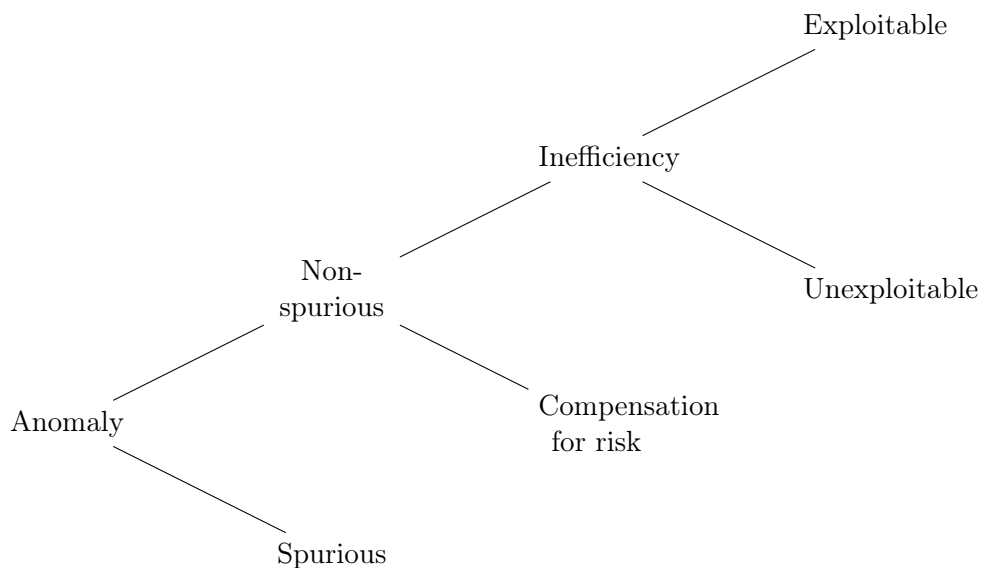 Exploitable
Inefficiency
Non-
spurious
Unexploitable
Compensation
for risk
Anomaly
Spurious